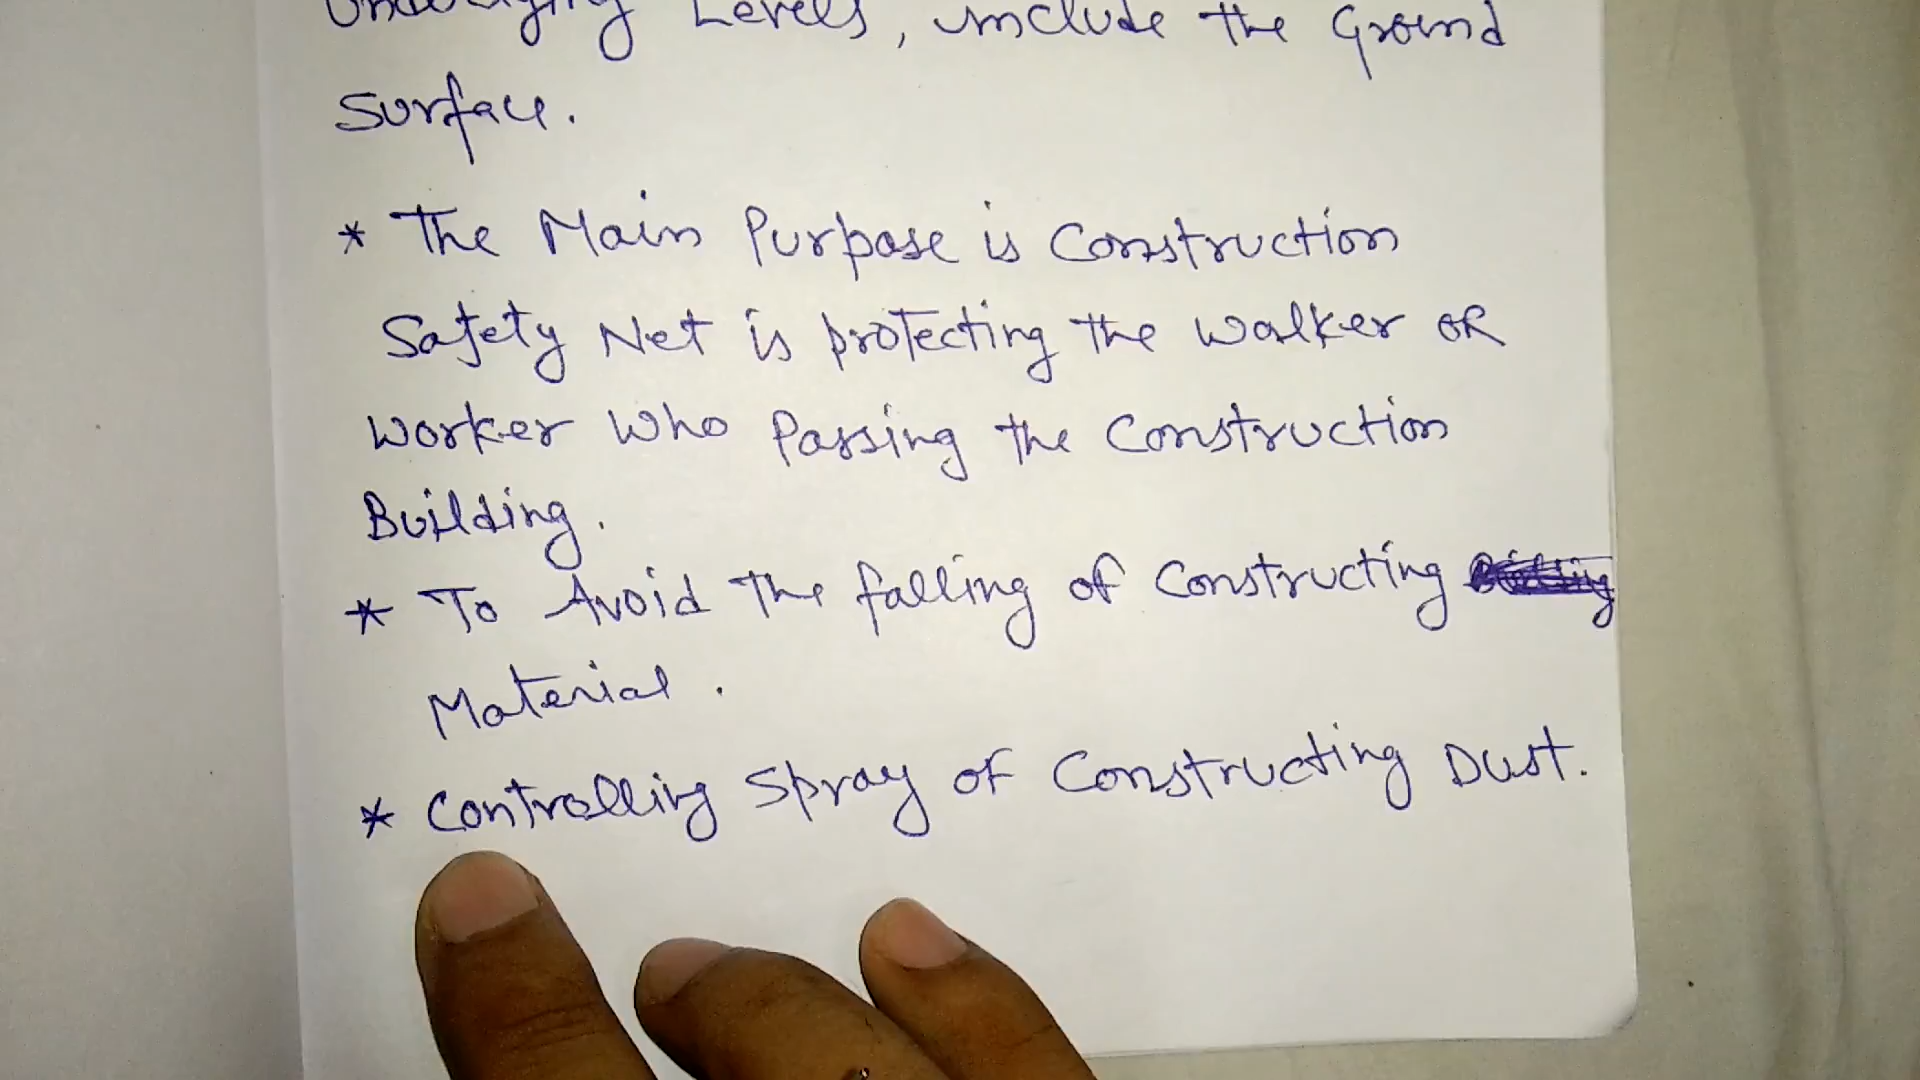 Underlying Levels, include the Ground
Surface.
* The Main Purpose is Construction
Safety Net is protecting the walker OR
worker who Passing the Construction
Building.
* To Avoid The falling of Constructing
Material.
* Controlling Spray of Constructing Dust.